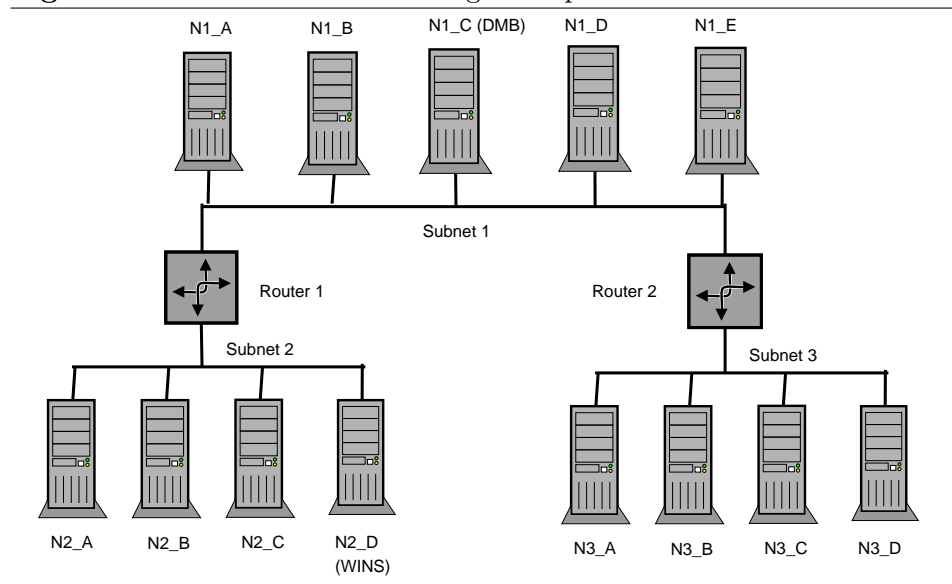 N1_A
N1_B
N1_C (DMB)
N1_D
N1_E
Subnet 1
Router 1
Router 2
Subnet 2
Subnet 3
N2_A
N2_B
N2_C
N2_D
(WINS)
N3_A
N3_B
N3_C
N3_D